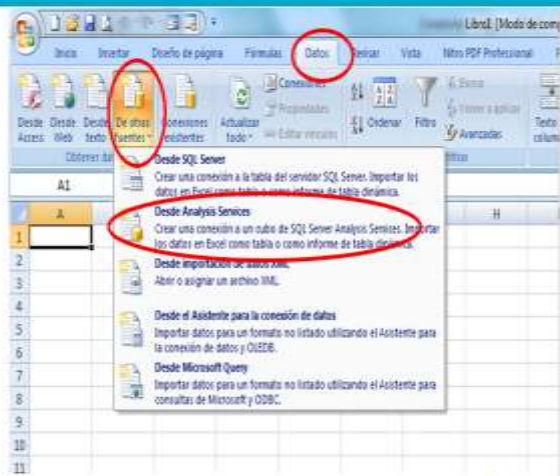 Libro1 [Modo de comp
Inicio Insertar Diseño de página Fórmulas Datos Revisar Vista Nitro PDF Professional
Desde Access
Desde Web
Desde texto
De otras fuentes
Conexiones existentes
Actualizar todo
Conexiones
Propiedades
Editar vínculos
Ordenar
Filtro
Borrar
Volver a aplicar
Avanzadas
Texto
column
Obtener
A1
A H
1
2
3
4
5
6
7
8
9
10
11
Desde SQL Server
Crear una conexión a la tabla del servidor SQL Server. Importar los
datos en Excel como tabla o como informe de tabla dinámica.
Desde Analysis Services
Crear una conexión a un cubo de SQL Server Analysis Services. Importar
los datos en Excel como tabla o como informe de tabla dinámica.
Desde importación de datos XML
Abrir o asignar un archivo XML.
Desde el Asistente para la conexión de datos
Importar datos para un formato no listado utilizando el Asistente para
la conexión de datos y OLEDB.
Desde Microsoft Query
Importar datos para un formato no listado utilizando el Asistente para
consultas de Microsoft y ODBC.